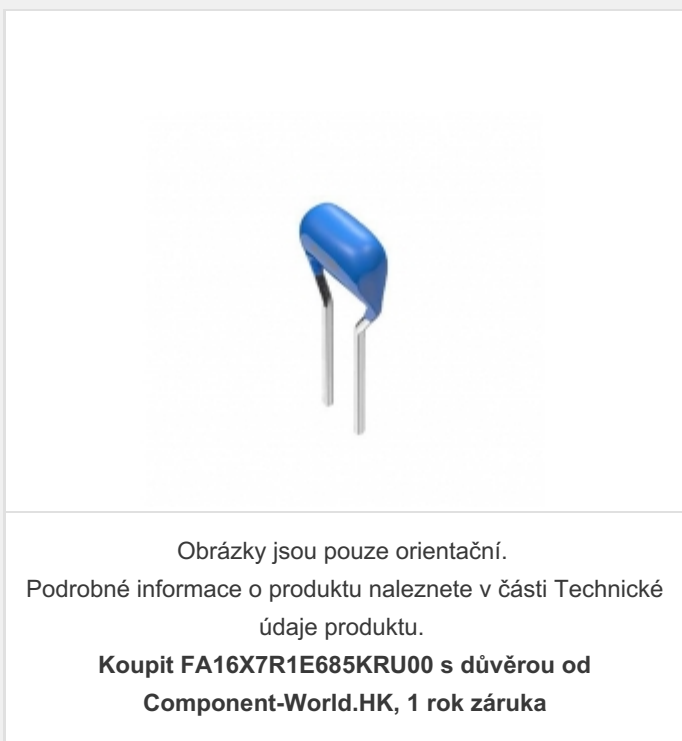 Obrázky jsou pouze orientační.
Podrobné informace o produktu naleznete v části Technické
údaje produktu.
Koupit FA16X7R1E685KRU00 s důvěrou od
Component-World.HK, 1 rok záruka